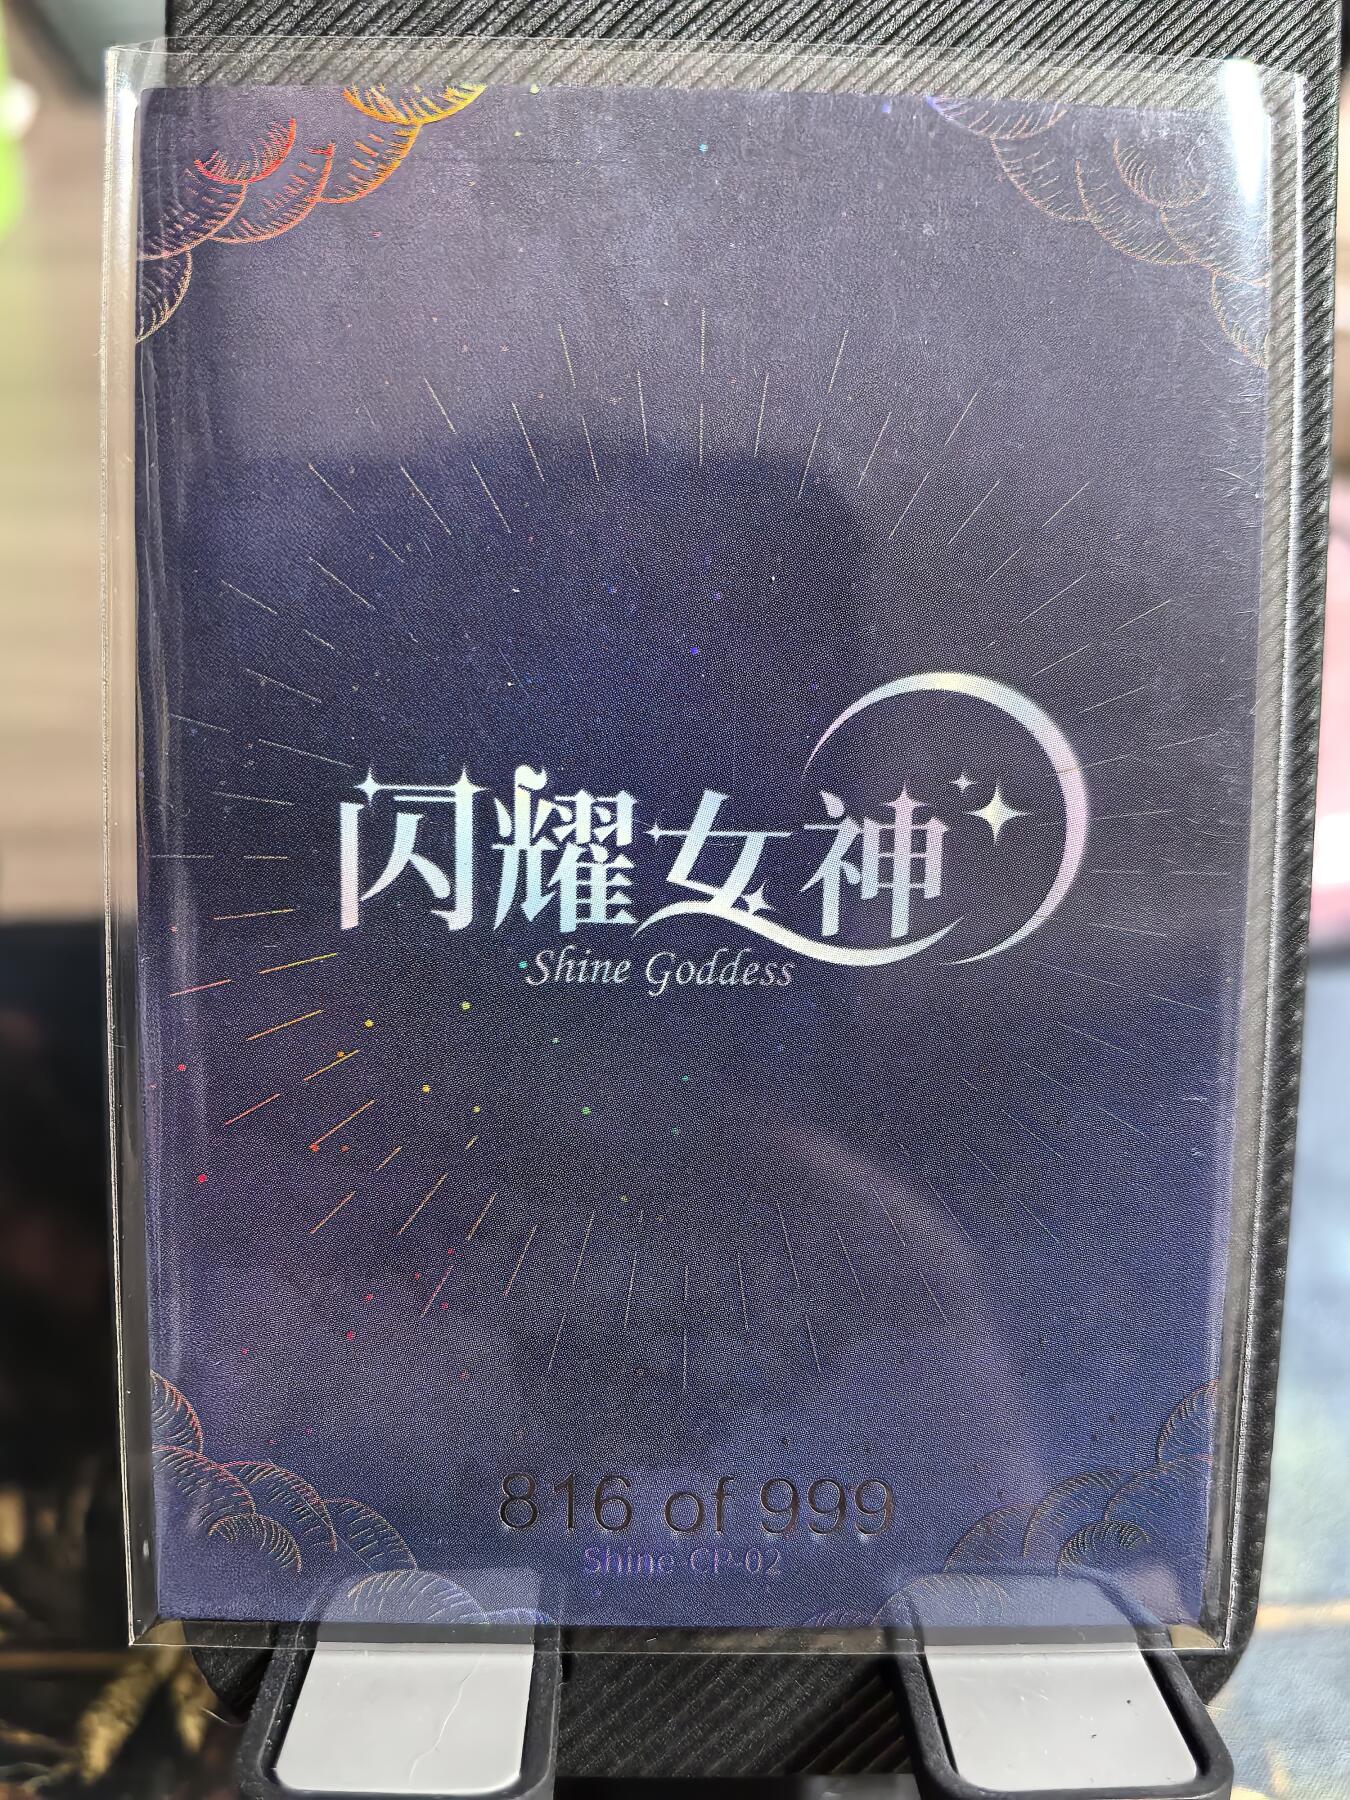 闪耀女神
Shine Goddess
816 of 999
Shine-CP-02